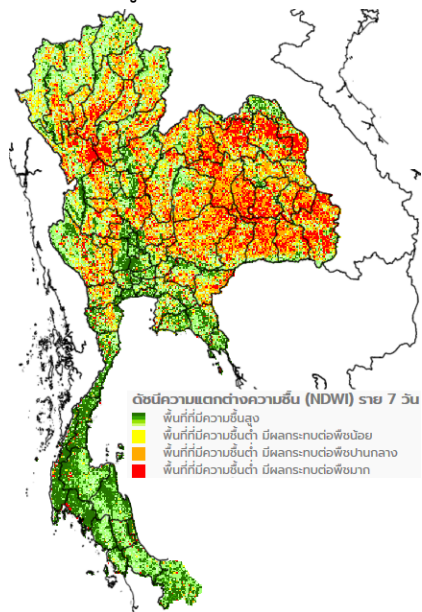 ดัชนีความแตกต่างความชื้น (NDWI) ราย 7 วัน
พื้นที่ที่มีความชื้นสูง
พื้นที่ที่มีความชื้นต่ำ มีผลกระทบต่อพืชน้อย
พื้นที่ที่มีความชื้นต่ำ มีผลกระทบต่อพืชปานกลาง
พื้นที่ที่มีความชื้นต่ำ มีผลกระทบต่อพืชมาก